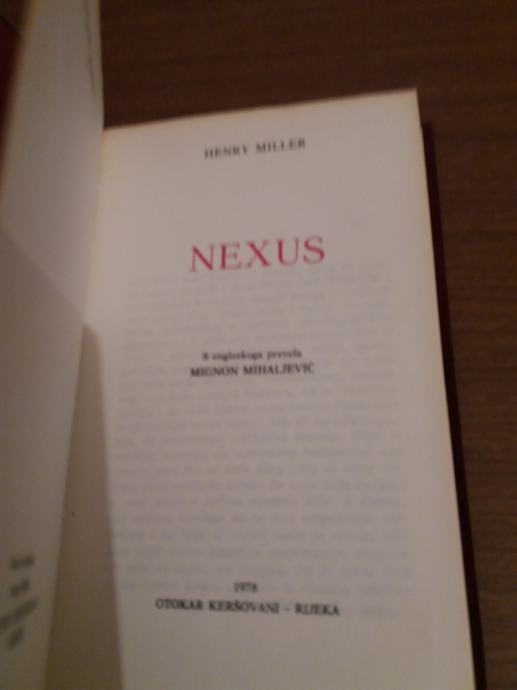 HENRY MILLER
NEXUS
S engleskoga prevela
MIGNON MIHALJEVIĆ
1978
OTOKAR KERŠOVANI – RIJEKA